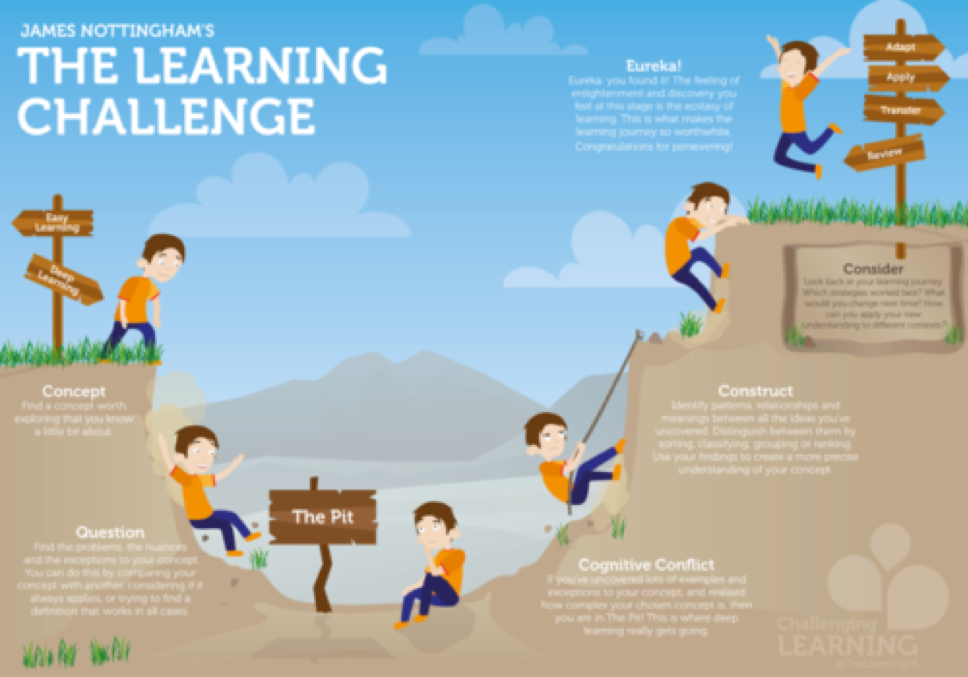 JAMES NOTTINGHAM'S
THE LEARNING
CHALLENGE
Easy
Learning
Deep
Learning
Concept
Find a concept worth
exploring that you know
a little bit about.
Question
Find the problems, the nuances
and the exceptions to your concept.
You can do this by comparing your
concept with another, considering if it
always applies, or trying to find a
definition that works in all cases.
The Pit
Cognitive Conflict
If you've uncovered lots of examples and
exceptions to your concept, and realised
how complex your chosen concept is, then
you are in The Pit! This is where deep
learning really gets going.
Construct
Identify patterns, relationships and
meanings between all the ideas you've
uncovered. Distinguish between them by
sorting, classifying, grouping or ranking.
Use your findings to create a more precise
understanding of your concept.
Eureka!
Eureka, you found it! The feeling of
enlightenment and discovery you
feel at this stage is the ecstasy of
learning. This is what makes the
learning journey so worthwhile.
Congratulations for persevering!
Adapt
Apply
Transfer
Review
Consider
Look back at your learning journey.
Which strategies worked best? What
would you change next time? How
can you apply your new
understanding to different contexts?
Challenging
LEARNING